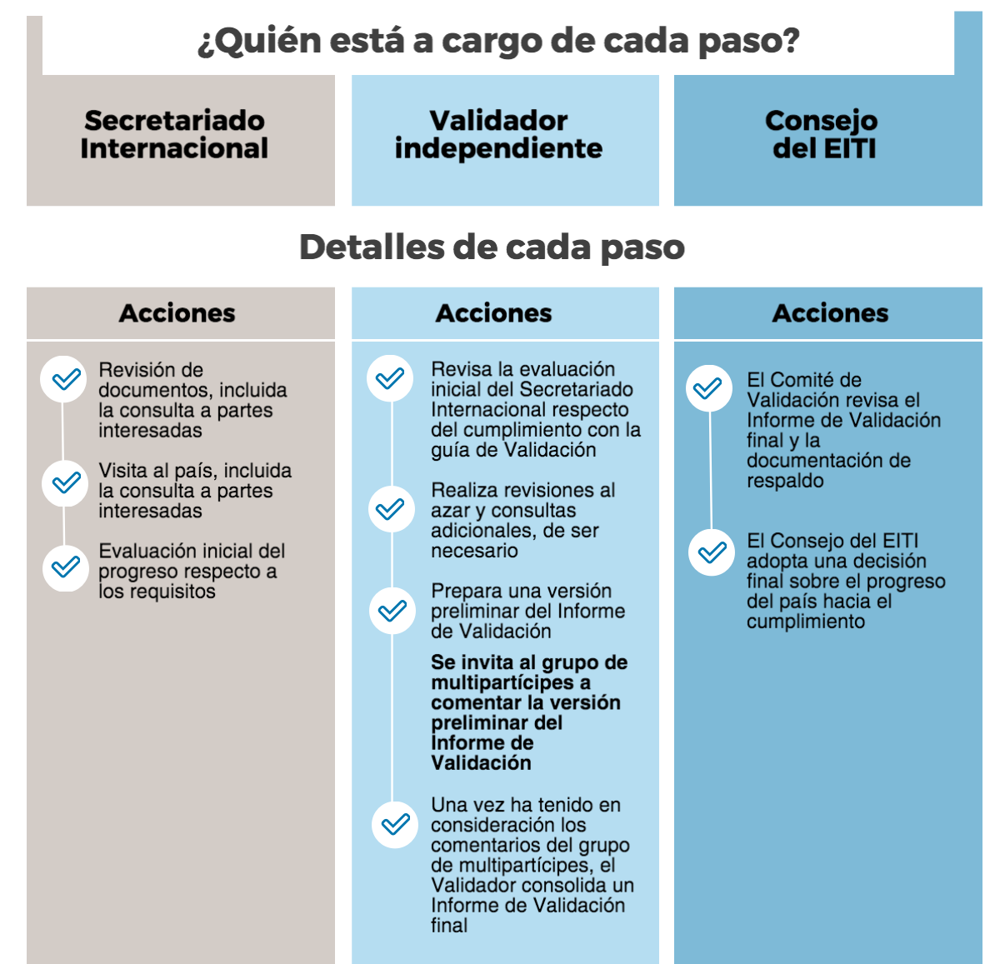 ¿Quién está a cargo de cada paso?
Secretariado
Internacional
Validador
independiente
Consejo
del EITI
Detalles de cada paso
Acciones
Revisión de
documentos, incluida
la consulta a partes
interesadas
Visita al país, incluida
la consulta a partes
interesadas
Evaluación inicial del
progreso respecto a
los requisitos
Acciones
Revisa la evaluación
inicial del Secretariado
Internacional respecto
del cumplimiento con la
guía de Validación
Realiza revisiones al
azar y consultas
adicionales, de ser
necesario
Prepara una versión
preliminar del Informe
de Validación
Se invita al grupo de
multipartícipes a
comentar la versión
preliminar del
Informe de
Validación
Una vez ha tenido en
consideración los
comentarios del grupo
de multipartícipes, el
Validador consolida un
Informe de Validación
final
Acciones
El Comité de
Validación revisa el
Informe de Validación
final y la
documentación de
respaldo
El Consejo del EITI
adopta una decisión
final sobre el progreso
del país hacia el
cumplimiento